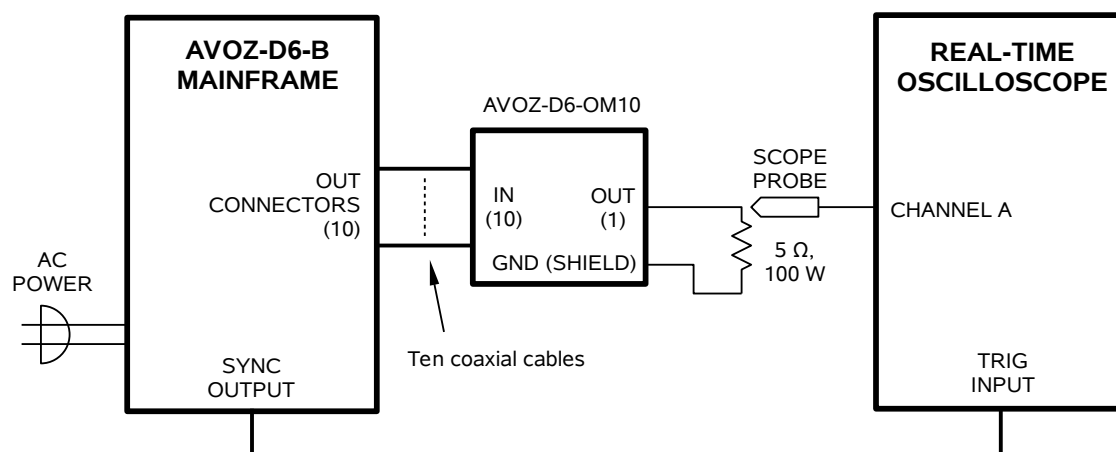 AVOZ-D6-B
MAINFRAME
REAL-TIME
OSCILLOSCOPE
AVOZ-D6-OM10
SCOPE
PROBE
OUT
CONNECTORS
(10)
IN
(10)
OUT
(1)
CHANNEL A
GND (SHIELD)
5 Ω,
100 W
AC
POWER
Ten coaxial cables
SYNC
OUTPUT
TRIG
INPUT